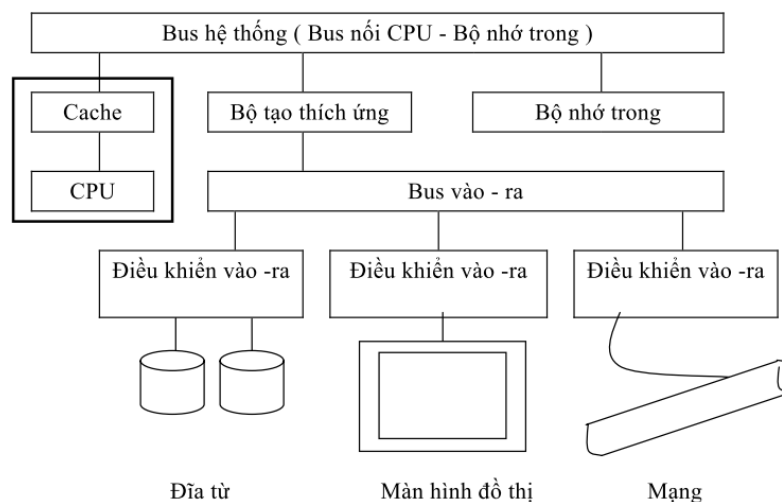 Bus hệ thống ( Bus nối CPU - Bộ nhớ trong )
Cache
Bộ tạo thích ứng
Bộ nhớ trong
CPU
Bus vào - ra
Điều khiển vào -ra
Điều khiển vào -ra
Điều khiển vào -ra
Đĩa từ
Màn hình đồ thị
Mạng